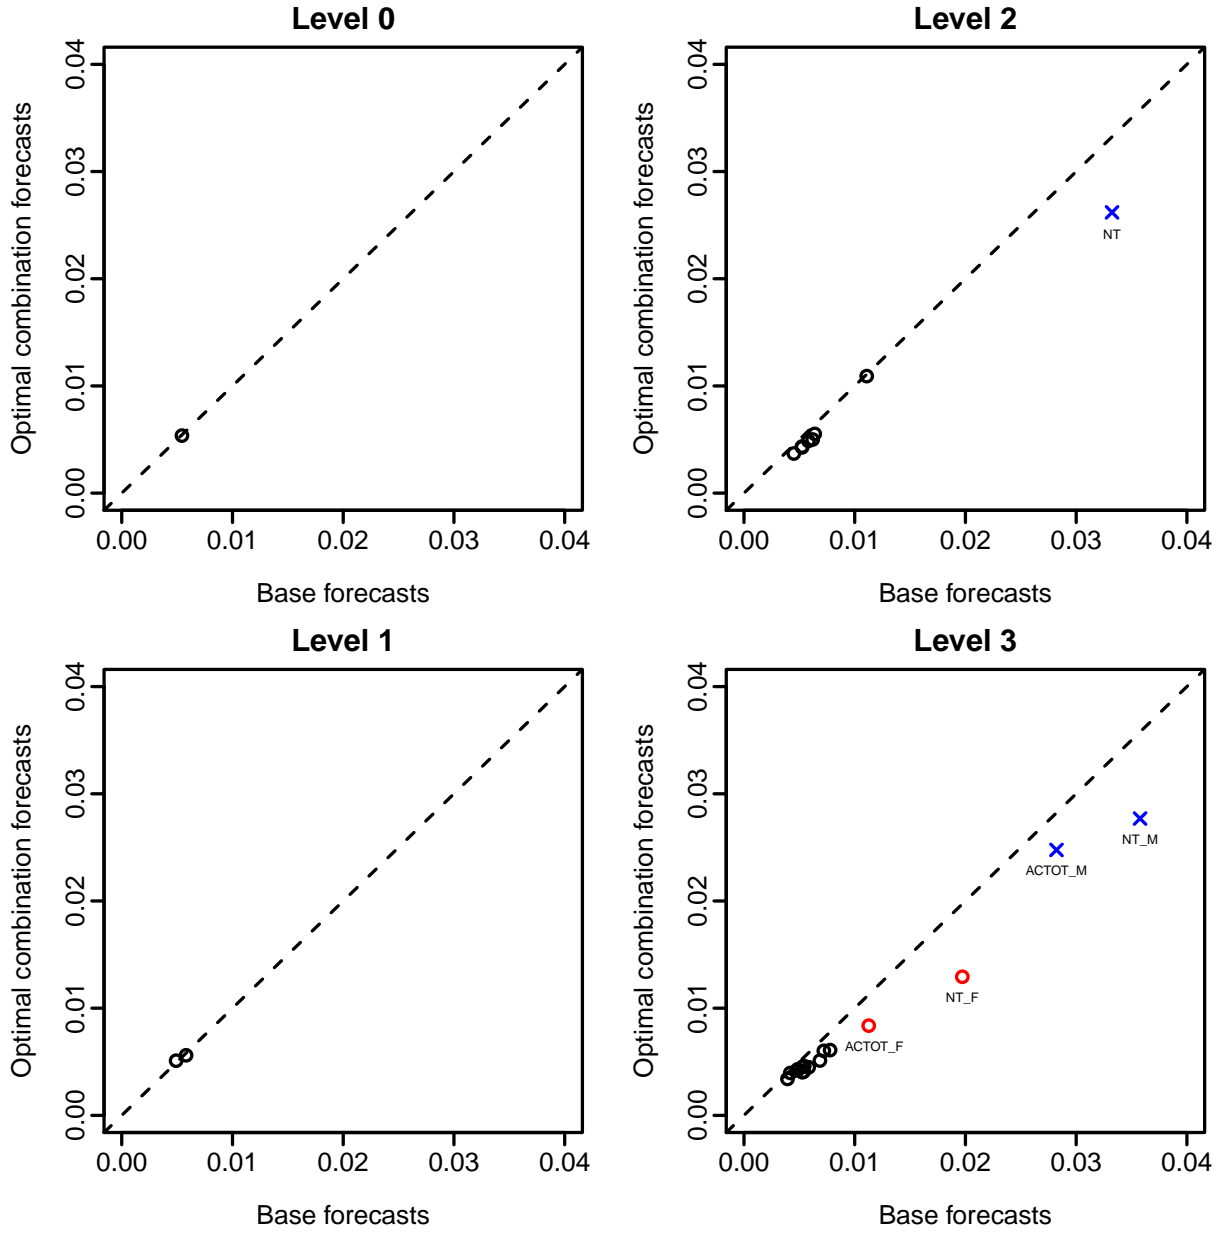 Level 0
Optimal combination forecasts
0.04
0.03
0.02
0.01
0.00
0.00 0.01 0.02 0.03 0.04
Base forecasts
Level 2
Optimal combination forecasts
0.04
0.03
0.02
0.01
0.00
NT
0.00 0.01 0.02 0.03 0.04
Base forecasts
Level 1
Optimal combination forecasts
0.04
0.03
0.02
0.01
0.00
0.00 0.01 0.02 0.03 0.04
Base forecasts
Level 3
Optimal combination forecasts
0.04
0.03
0.02
0.01
0.00
NT_M
ACTOT_M
NT_F
ACTOT_F
0.00 0.01 0.02 0.03 0.04
Base forecasts